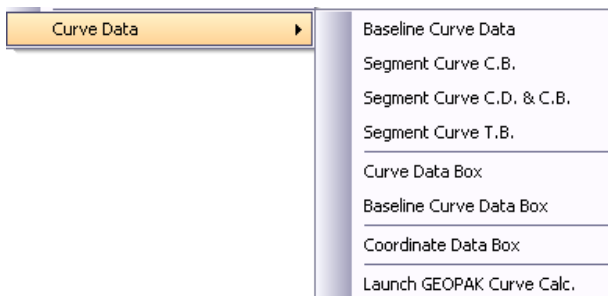 Curve Data
Baseline Curve Data
Segment Curve C.B.
Segment Curve C.D. & C.B.
Segment Curve T.B.
Curve Data Box
Baseline Curve Data Box
Coordinate Data Box
Launch GEOPAK Curve Calc.